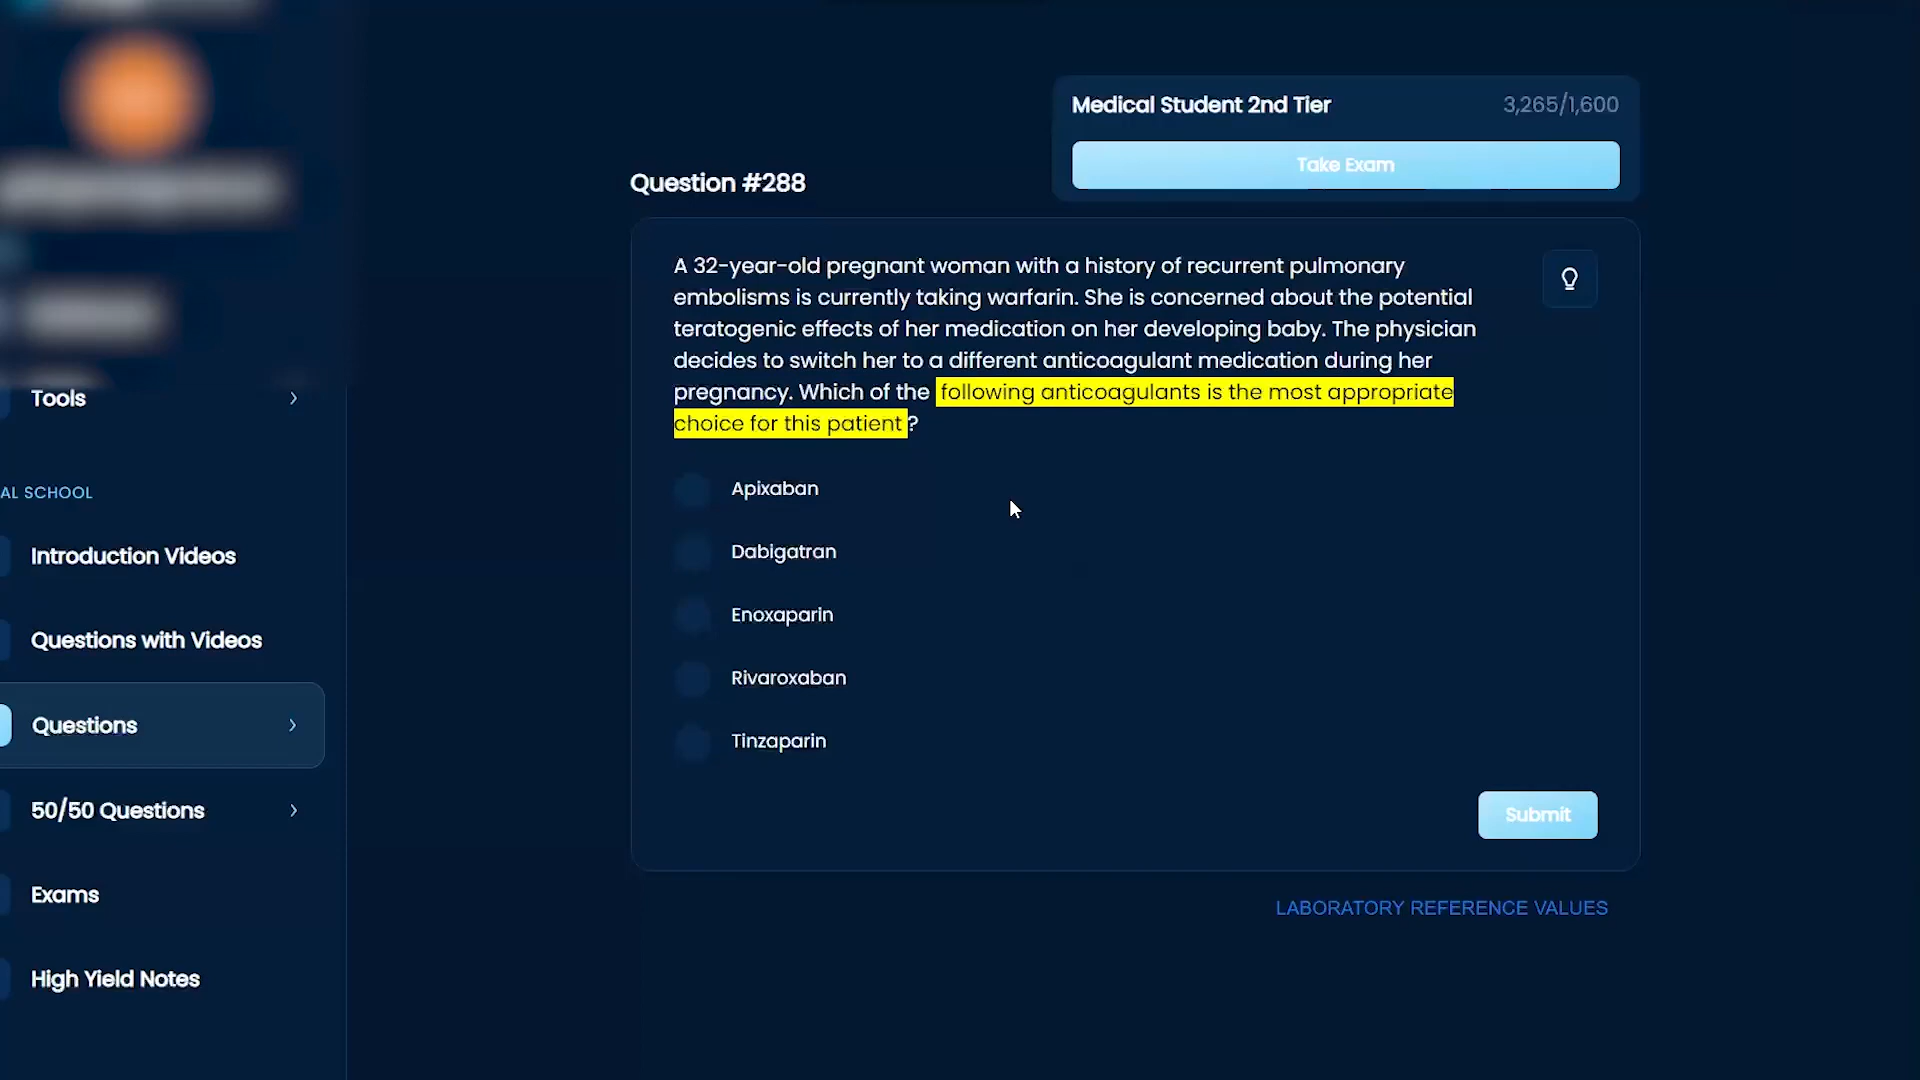 Medical Student 2nd Tier 3,265/1,600
Take Exam
Question #288
A 32-year-old pregnant woman with a history of recurrent pulmonary
embolisms is currently taking warfarin. She is concerned about the potential
teratogenic effects of her medication on her developing baby. The physician
decides to switch her to a different anticoagulant medication during her
pregnancy. Which of the following anticoagulants is the most appropriate
choice for this patient ?
Apixaban
Dabigatran
Enoxaparin
Rivaroxaban
Tinzaparin
Submit
LABORATORY REFERENCE VALUES
Tools
AL SCHOOL
Introduction Videos
Questions with Videos
Questions
50/50 Questions
Exams
High Yield Notes